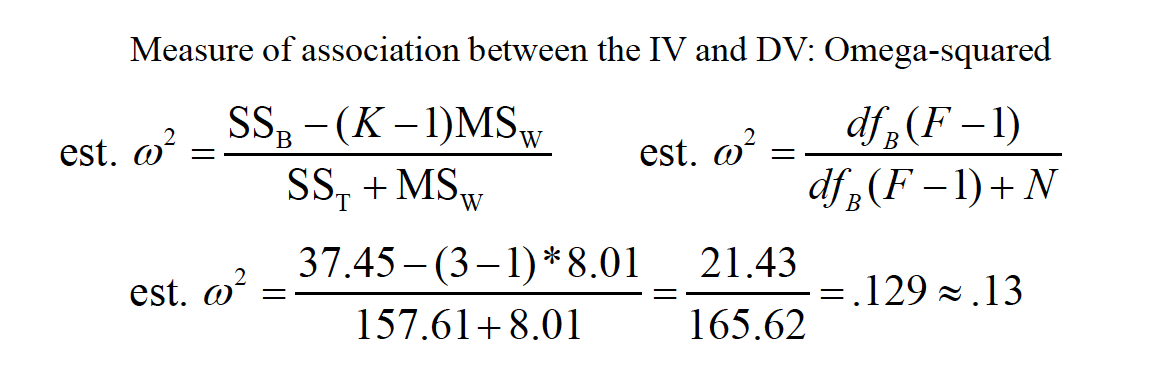 Measure of association between the IV and DV: Omega-squared
est. ω² = (SS_B − (K − 1)MS_W) / (SS_T + MS_W)
est. ω² = df_B(F − 1) / (df_B(F − 1) + N)
est. ω² = (37.45 − (3 − 1) * 8.01) / (157.61 + 8.01) = 21.43 / 165.62 = .129 ≈ .13